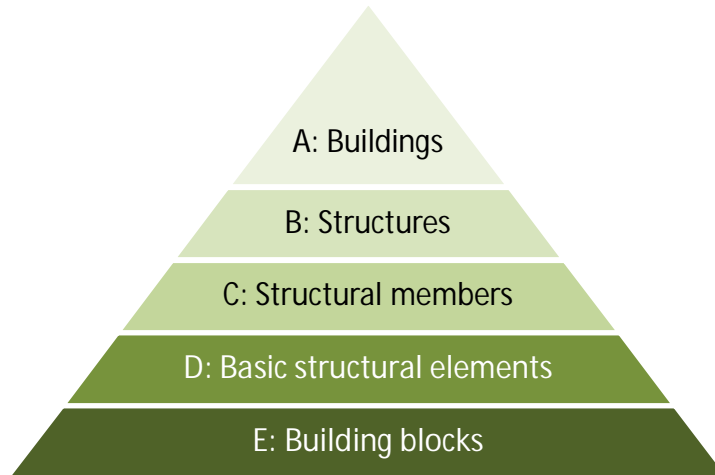 A: Buildings
B: Structures
C: Structural members
D: Basic structural elements
E: Building blocks